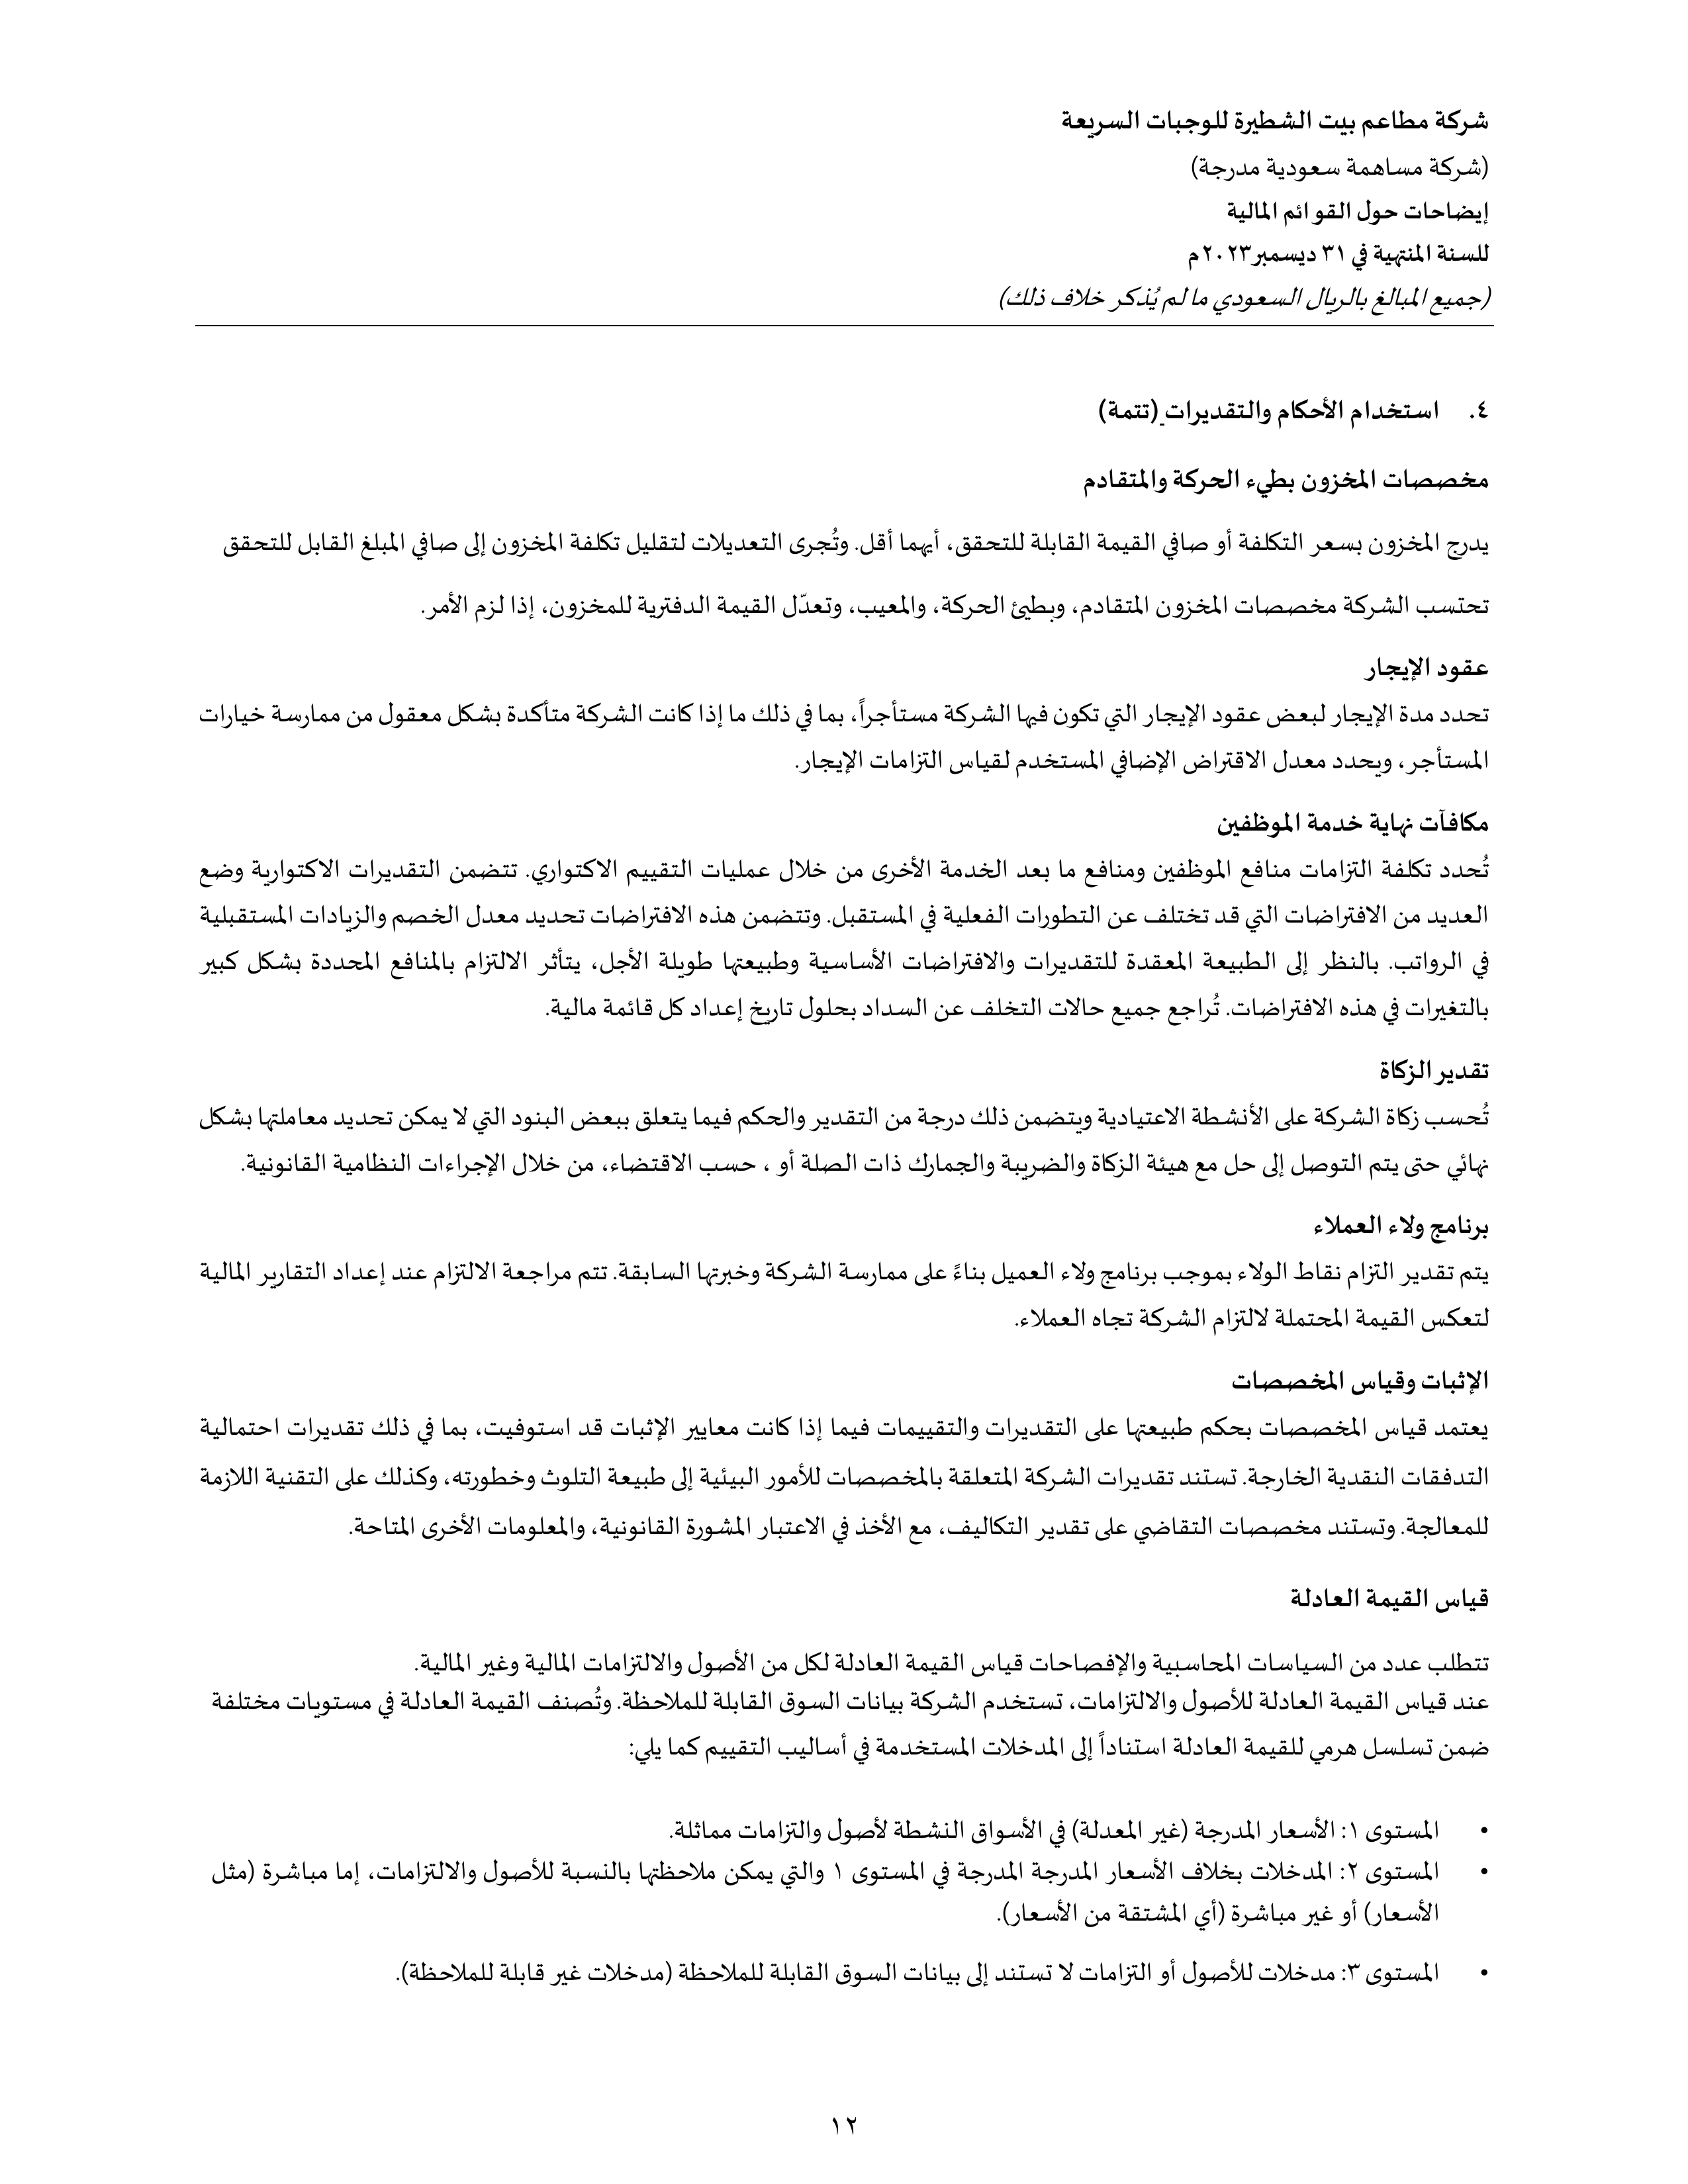 شركة مطاعم بيت الشطيرة للوجبات السريعة
(شركة مساهمة سعودية مدرجة)
إيضاحات حول القوائم المالية
للسنة المنتهية في ٣١ ديسمبر٢٠٢٣م
(جميع المبالغ بالريال السعودي ما لم يُذكر خلاف ذلك)
٤. استخدام الأحكام والتقديرات (تتمة)
مخصصات المخزون بطيء الحركة والمتقادم
يدرج المخزون بسعر التكلفة أو صافي القيمة القابلة للتحقق، أيهما أقل. وتُجرى التعديلات لتقليل تكلفة المخزون إلى صافي المبلغ القابل للتحقق
تحتسب الشركة مخصصات المخزون المتقادم، وبطئ الحركة، والمعيب، وتعدّل القيمة الدفترية للمخزون، إذا لزم الأمر.
عقود الإيجار
تحدد مدة الإيجار لبعض عقود الإيجار التي تكون فيها الشركة مستأجراً، بما في ذلك ما إذا كانت الشركة متأكدة بشكل معقول من ممارسة خيارات
المستأجر، ويحدد معدل الاقتراض الإضافي المستخدم لقياس التزامات الإيجار.
مكافآت نهاية خدمة الموظفين
تُحدد تكلفة التزامات منافع الموظفين ومنافع ما بعد الخدمة الأخرى من خلال عمليات التقييم الاكتواري. تتضمن التقديرات الاكتوارية وضع
العديد من الافتراضات التي قد تختلف عن التطورات الفعلية في المستقبل. وتتضمن هذه الافتراضات تحديد معدل الخصم والزيادات المستقبلية
في الرواتب. بالنظر إلى الطبيعة المعقدة للتقديرات والافتراضات الأساسية وطبيعتها طويلة الأجل، يتأثر الالتزام بالمنافع المحددة بشكل كبير
بالتغيرات في هذه الافتراضات. تُراجع جميع حالات التخلف عن السداد بحلول تاريخ إعداد كل قائمة مالية.
تقدير الزكاة
تُحسب زكاة الشركة على الأنشطة الاعتيادية ويتضمن ذلك درجة من التقدير والحكم فيما يتعلق ببعض البنود التي لا يمكن تحديد معاملتها بشكل
نهائي حتى يتم التوصل إلى حل مع هيئة الزكاة والضريبة والجمارك ذات الصلة أو ، حسب الاقتضاء، من خلال الإجراءات النظامية القانونية.
برنامج ولاء العملاء
يتم تقدير التزام نقاط الولاء بموجب برنامج ولاء العميل بناءً على ممارسة الشركة وخبرتها السابقة. تتم مراجعة الالتزام عند إعداد التقارير المالية
لتعكس القيمة المحتملة لالتزام الشركة تجاه العملاء.
الإثبات وقياس المخصصات
يعتمد قياس المخصصات بحكم طبيعتها على التقديرات والتقييمات فيما إذا كانت معايير الإثبات قد استوفيت، بما في ذلك تقديرات احتمالية
التدفقات النقدية الخارجة. تستند تقديرات الشركة المتعلقة بالمخصصات للأمور البيئية إلى طبيعة التلوث وخطورته، وكذلك على التقنية اللازمة
للمعالجة. وتستند مخصصات التقاضي على تقدير التكاليف، مع الأخذ في الاعتبار المشورة القانونية، والمعلومات الأخرى المتاحة.
قياس القيمة العادلة
تتطلب عدد من السياسات المحاسبية والإفصاحات قياس القيمة العادلة لكل من الأصول والالتزامات المالية وغير المالية.
عند قياس القيمة العادلة للأصول والالتزامات، تستخدم الشركة بيانات السوق القابلة للملاحظة. وتُصنف القيمة العادلة في مستويات مختلفة
ضمن تسلسل هرمي للقيمة العادلة استناداً إلى المدخلات المستخدمة في أساليب التقييم كما يلي:
• المستوى ١: الأسعار المدرجة (غير المعدلة) في الأسواق النشطة لأصول والتزامات مماثلة.
• المستوى ٢: المدخلات بخلاف الأسعار المدرجة المدرجة في المستوى ١ والتي يمكن ملاحظتها بالنسبة للأصول والالتزامات، إما مباشرة (مثل
الأسعار) أو غير مباشرة (أي المشتقة من الأسعار).
• المستوى ٣: مدخلات للأصول أو التزامات لا تستند إلى بيانات السوق القابلة للملاحظة (مدخلات غير قابلة للملاحظة).
١٢